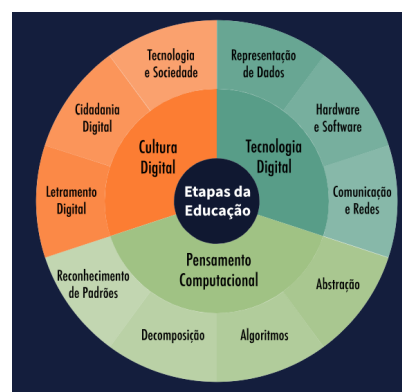 Tecnologia
e Sociedade
Representação
de Dados
Cidadania
Digital
Hardware
e Software
Cultura
Digital
Tecnologia
Digital
Letramento
Digital
Etapas da
Educação
Comunicação
e Redes
Pensamento
Computacional
Reconhecimento
de Padrões
Abstração
Decomposição
Algoritmos